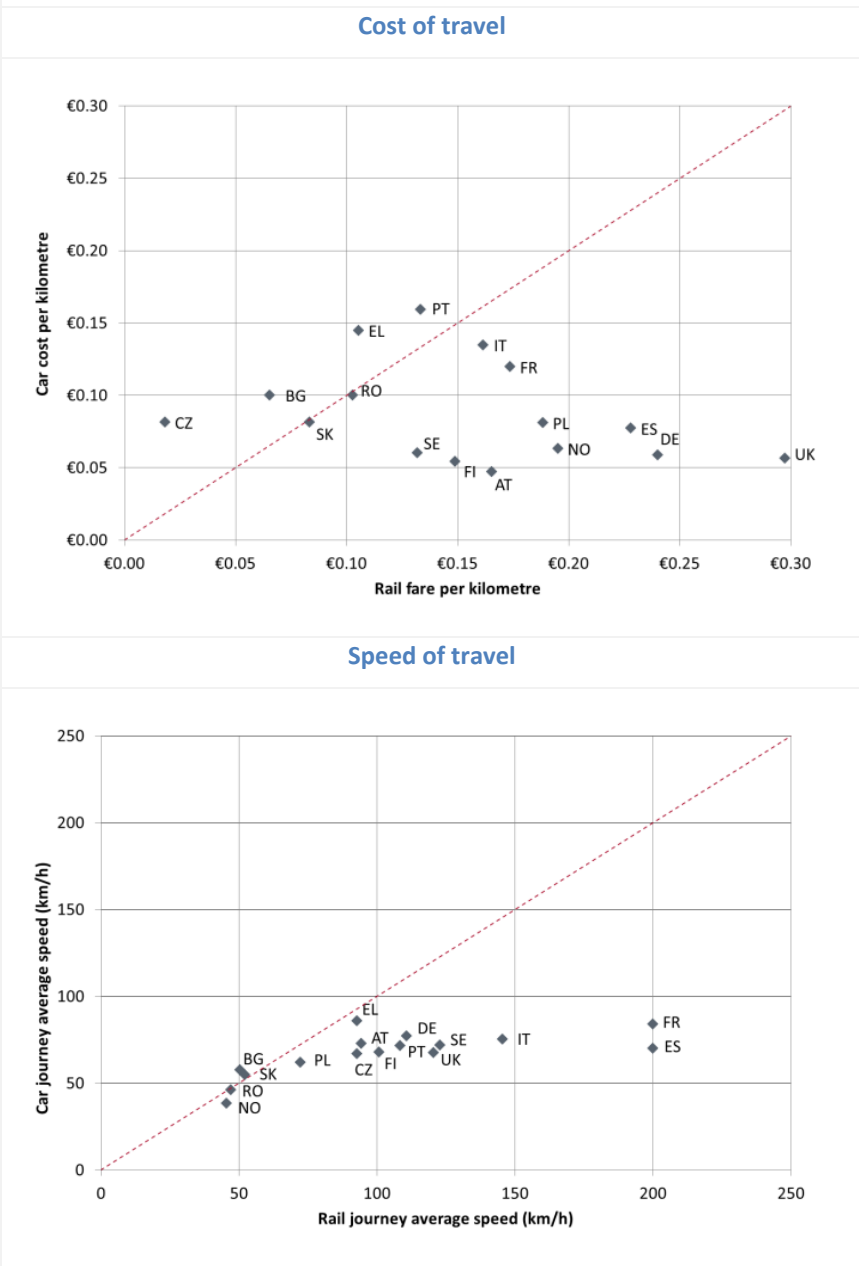 Cost of travel
€0.30
€0.25
€0.20
€0.15
€0.10
€0.05
€0.00
Car cost per kilometre
PT
EL
IT
FR
RO
BG
CZ
SK
PL
ES
SE
DE
NO
UK
FI
AT
€0.00 €0.05 €0.10 €0.15 €0.20 €0.25 €0.30
Rail fare per kilometre
Speed of travel
250
200
150
100
50
0
Car journey average speed (km/h)
EL
FR
DE
AT
SE
IT
PT
ES
BG
PL
CZ
FI
UK
SK
RO
NO
0 50 100 150 200 250
Rail journey average speed (km/h)